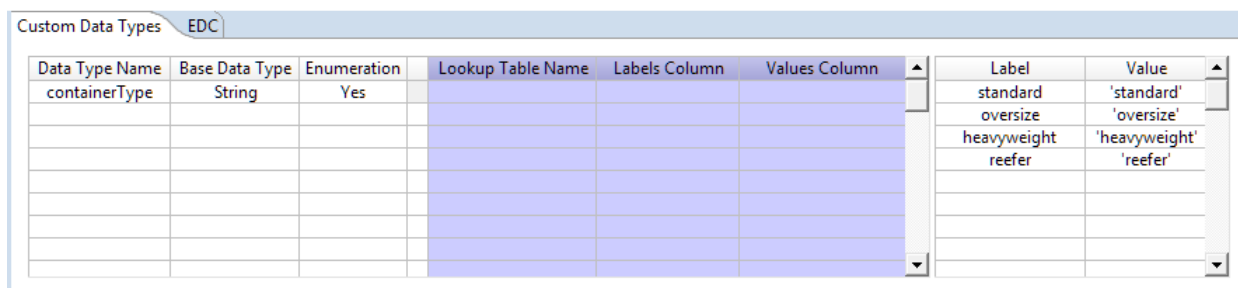 Custom Data Types EDC
Data Type Name Base Data Type Enumeration Lookup Table Name Labels Column Values Column Label Value
containerType String Yes standard 'standard'
oversize 'oversize'
heavyweight 'heavyweight'
reefer 'reefer'